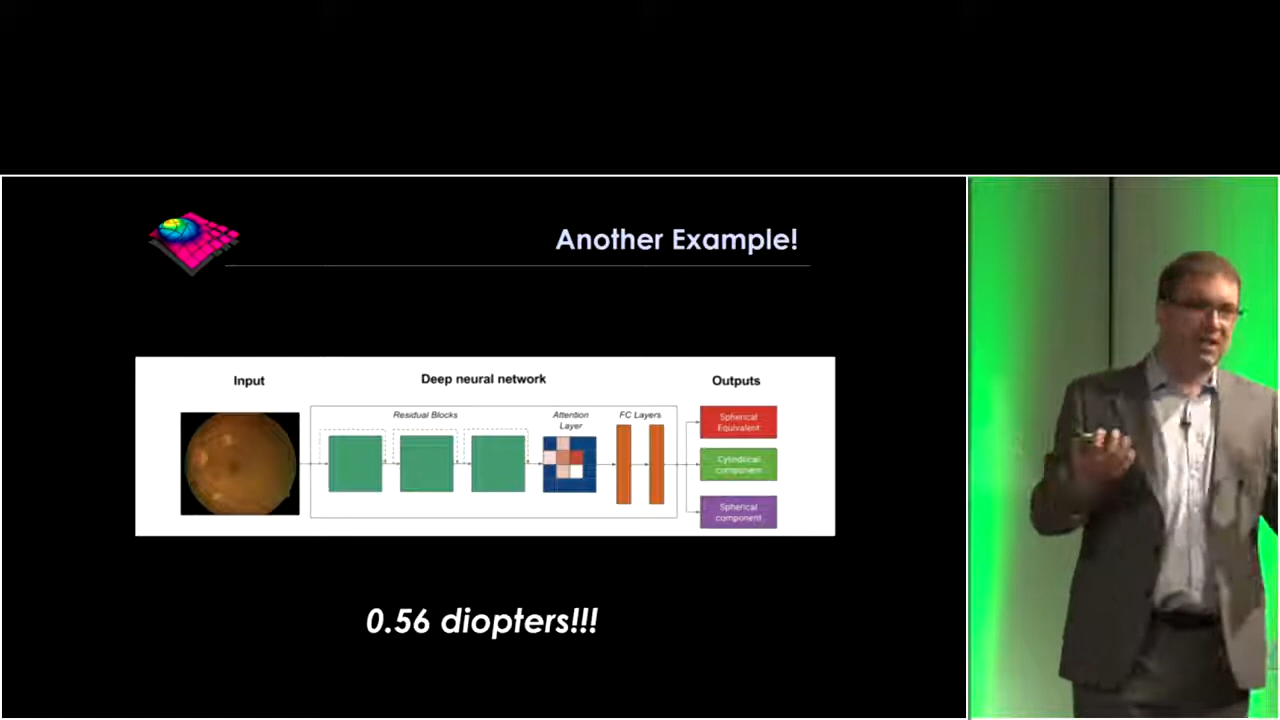 Another Example!
Input
Deep neural network
Outputs
Residual Blocks
Attention
Layer
FC Layers
Spherical
Equivalent
Cylindrical
component
Spherical
component
0.56 diopters!!!